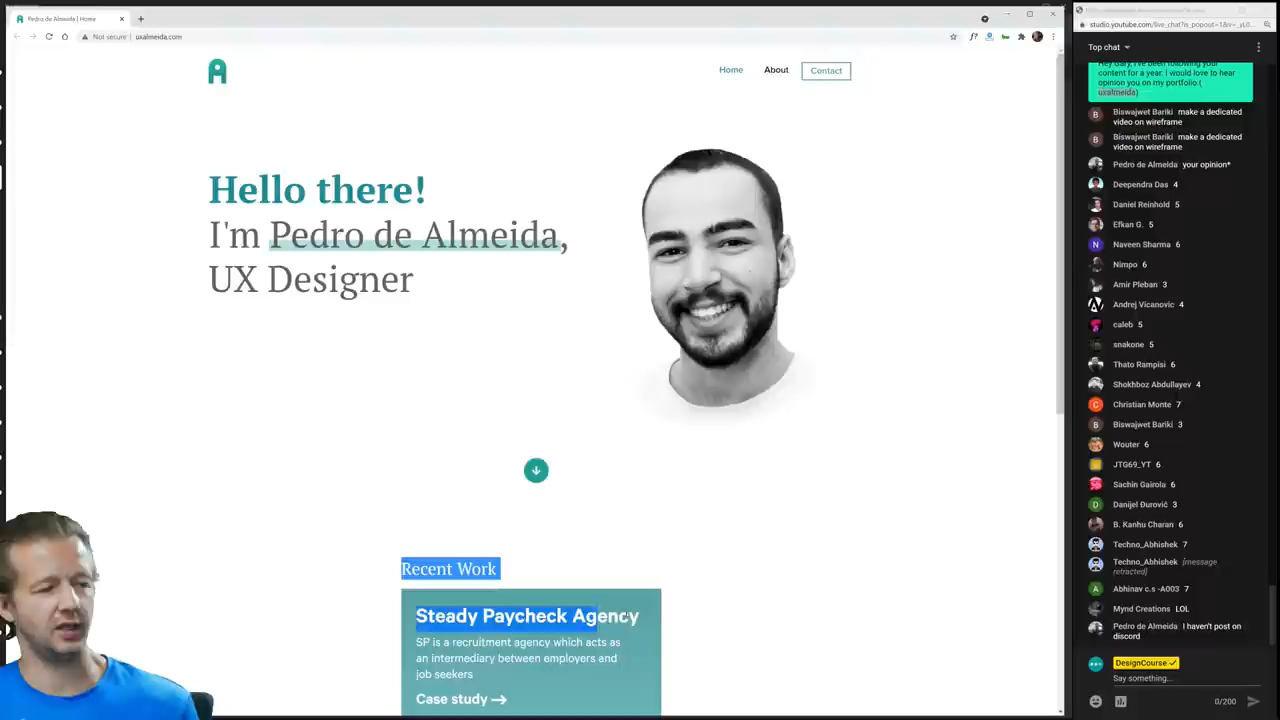 Pedro de Almeida | Home
Not secure | uxalmeida.com
Home
About
Contact
Hello there!
I'm Pedro de Almeida,
UX Designer
Recent Work
Steady Paycheck Agency
SP is a recruitment agency which acts as
an intermediary between employers and
job seekers
Case study →
studio.youtube.com/live_chat?is_popout=1&v=_yL0...
Top chat
Hey Gary, I've been following your
content for a year. I would love to hear
opinion you on my portfolio.(
uxalmeida)
Biswajwet Bariki make a dedicated
video on wireframe
Biswajwet Bariki make a dedicated
video on wireframe
Pedro de Almeida your opinion*
Deependra Das 4
Daniel Reinhold 5
Efkan G. 5
Naveen Sharma 6
Nimpo 6
Amir Pleban 3
Andrej Vicanovic 4
caleb 5
snakone 5
Thato Rampisi 6
Shokhboz Abdullayev 4
Christian Monte 7
Biswajwet Bariki 3
Wouter 6
JTG69_YT 6
Sachin Gairola 6
Danijel Đurović 3
B. Kanhu Charan 6
Techno_Abhishek 7
Techno_Abhishek [message
retracted]
Abhinav c.s -A003 7
Mynd Creations LOL
Pedro de Almeida I haven't post on
discord
DesignCourse
Say something...
0/200